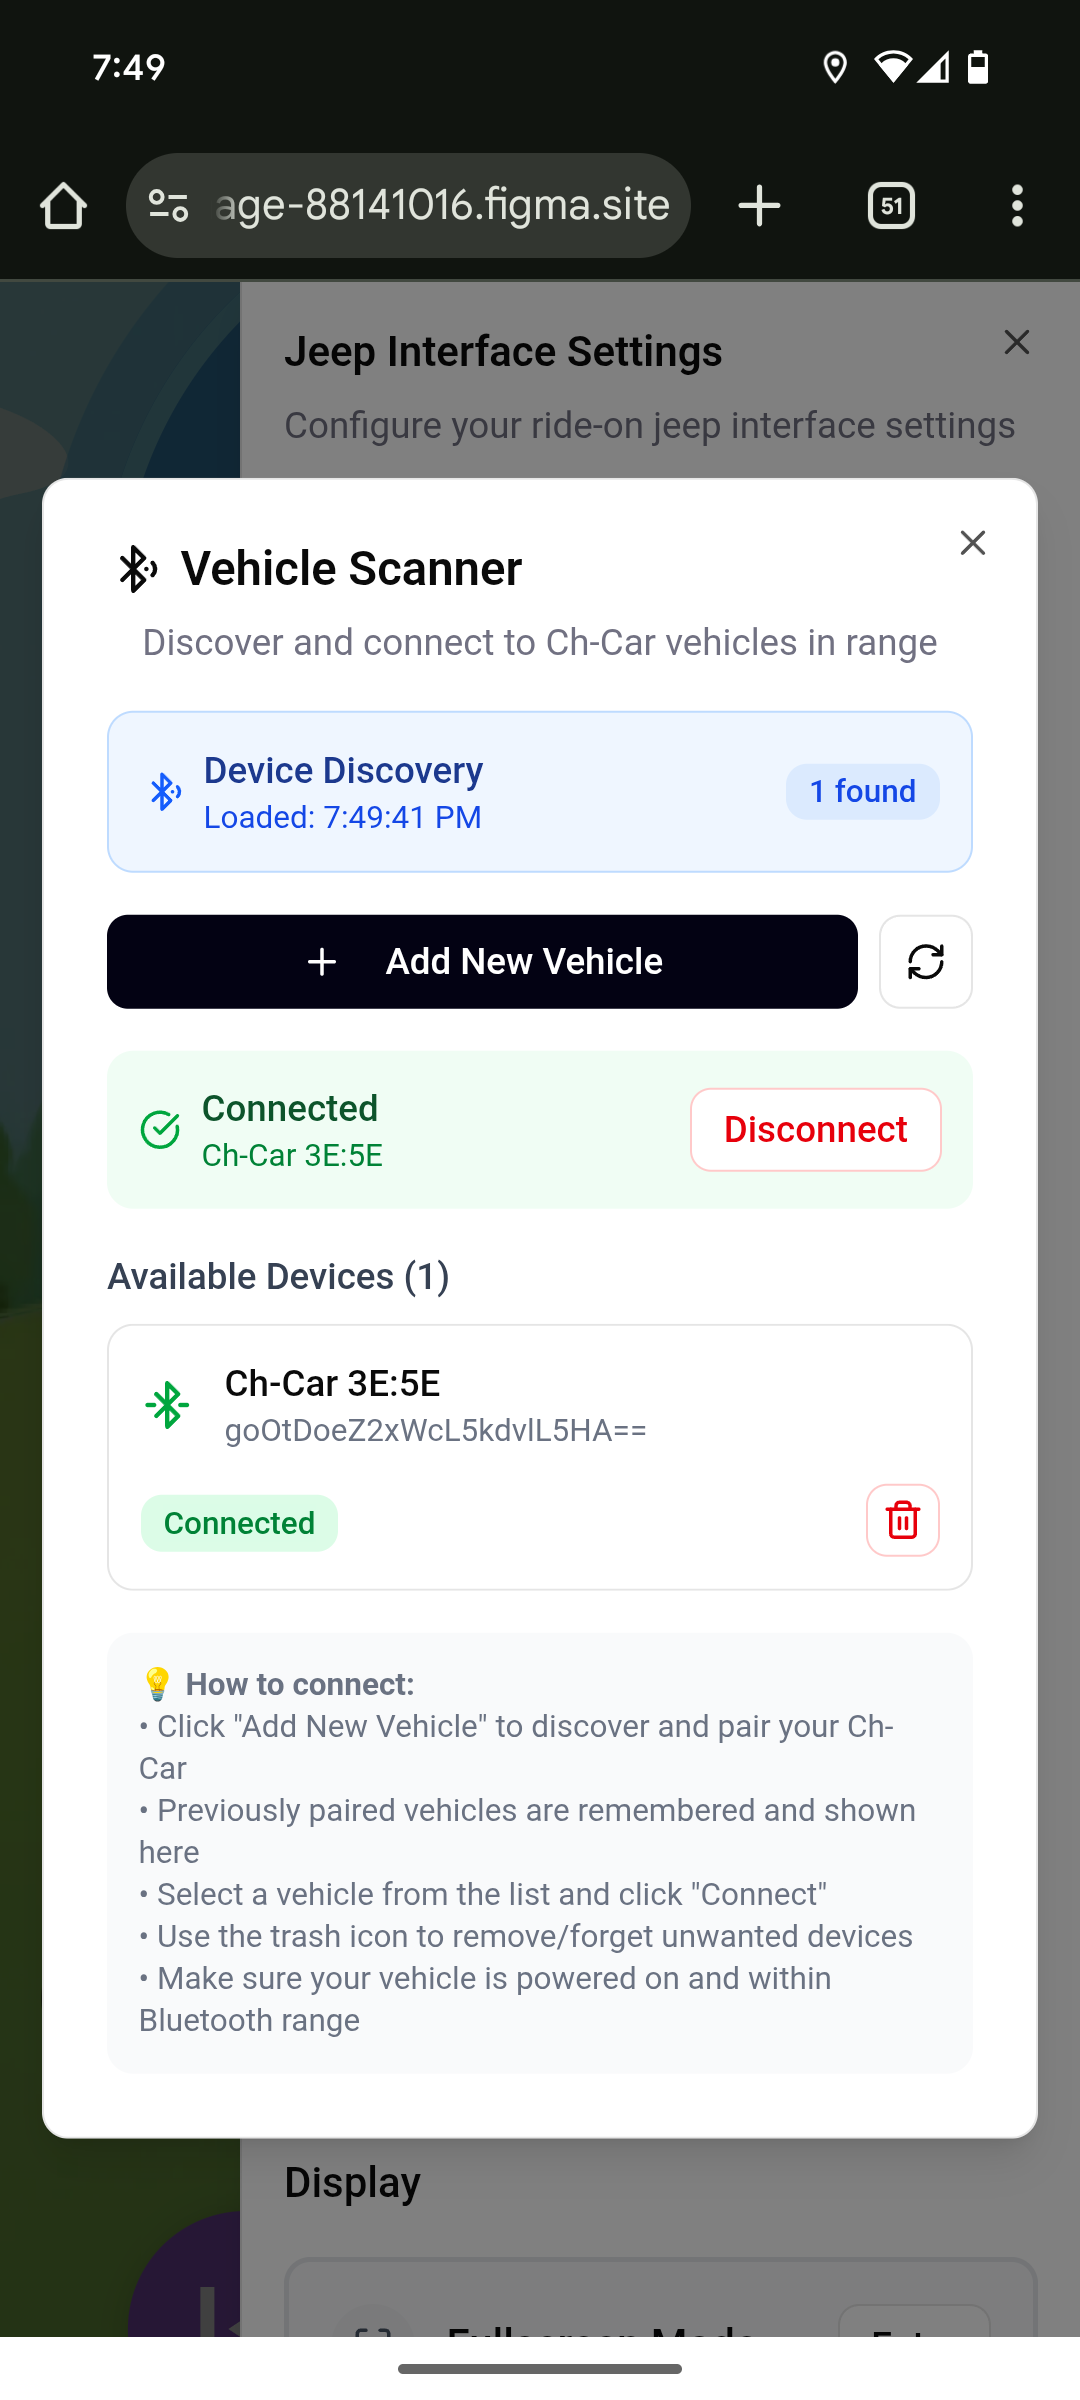 7:49
age-88141016.figma.site
51
Jeep Interface Settings
Configure your ride-on jeep interface settings
Vehicle Scanner
Discover and connect to Ch-Car vehicles in range
Device Discovery
Loaded: 7:49:41 PM
1 found
Add New Vehicle
Connected
Ch-Car 3E:5E
Disconnect
Available Devices (1)
Ch-Car 3E:5E
goOtDoeZ2xWcL5kdvlL5HA==
Connected
💡 How to connect:
• Click "Add New Vehicle" to discover and pair your Ch-
Car
• Previously paired vehicles are remembered and shown
here
• Select a vehicle from the list and click "Connect"
• Use the trash icon to remove/forget unwanted devices
• Make sure your vehicle is powered on and within
Bluetooth range
Display
Fullscreen Mode